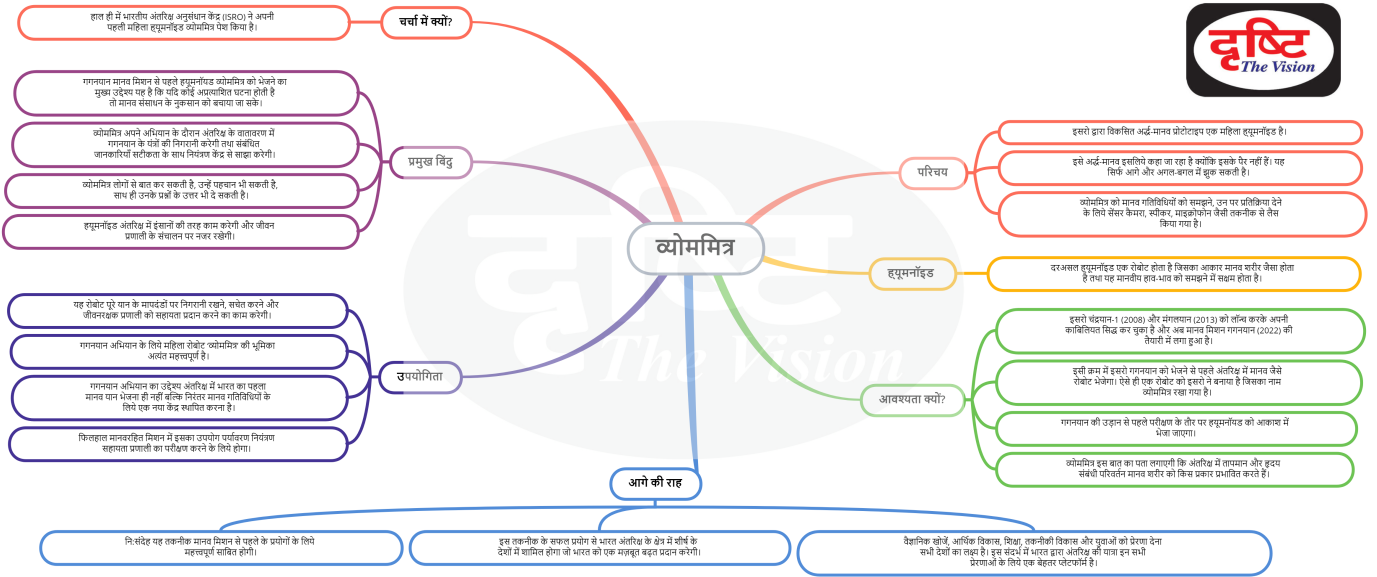 चर्चा में क्यों?
हाल ही में भारतीय अंतरिक्ष अनुसंधान केंद्र (ISRO) ने अपनी
पहली महिला ह्यूमनॉइड व्योममित्र पेश किया है।
प्रमुख बिंदु
गगनयान मानव मिशन से पहले हयूमनॉयड व्योममित्र को भेजने का
मुख्य उद्देश्य यह है कि यदि कोई अप्रत्याशित घटना होती है
तो मानव संसाधन के नुकसान को बचाया जा सके।
व्योममित्र अपने अभियान के दौरान अंतरिक्ष के वातावरण में
गगनयान के यंत्रों की निगरानी करेगी तथा संबंधित
जानकारियाँ सटीकता के साथ नियंत्रण केंद्र से साझा करेगी।
व्योममित्र लोगों से बात कर सकती है, उन्हें पहचान भी सकती है,
साथ ही उनके प्रश्नों के उत्तर भी दे सकती है।
हयूमनॉइड अंतरिक्ष में इंसानों की तरह काम करेगी और जीवन
प्रणाली के संचालन पर नजर रखेगी।
उपयोगिता
यह रोबोट पूरे यान के मापदंडों पर निगरानी रखने, सचेत करने और
जीवनरक्षक प्रणाली को सहायता प्रदान करने का काम करेगी।
गगनयान अभियान के लिये महिला रोबोट 'व्योममित्र' की भूमिका
अत्यंत महत्त्वपूर्ण है।
गगनयान अभियान का उद्देश्य अंतरिक्ष में भारत का पहला
मानव यान भेजना ही नहीं बल्कि निरंतर मानव गतिविधियों के
लिये एक नया केंद्र स्थापित करना है।
फिलहाल मानवरहित मिशन में इसका उपयोग पर्यावरण नियंत्रण
सहायता प्रणाली का परीक्षण करने के लिये होगा।
व्योममित्र
दृष्टि
The Vision
दृष्टि
The Vision
परिचय
इसरो द्वारा विकसित अर्द्ध-मानव प्रोटोटाइप एक महिला हयूमनॉइड है।
इसे अर्द्ध-मानव इसलिये कहा जा रहा है क्योंकि इसके पैर नहीं हैं। यह
सिर्फ आगे और अगल-बगल में झुक सकती है।
व्योममित्र को मानव गतिविधियों को समझने, उन पर प्रतिक्रिया देने
के लिये सेंसर कैमरा, स्पीकर, माइक्रोफोन जैसी तकनीक से लैस
किया गया है।
ह्यूमनॉइड
दरअसल हयूमनॉइड एक रोबोट होता है जिसका आकार मानव शरीर जैसा होता
है तथा यह मानवीय हाव-भाव को समझने में सक्षम होता है।
आवश्यता क्यों?
इसरो चंद्रयान-1 (2008) और मंगलयान (2013) को लॉन्च करके अपनी
काबिलियत सिद्ध कर चुका है और अब मानव मिशन गगनयान (2022) की
तैयारी में लगा हुआ है।
इसी क्रम में इसरो गगनयान को भेजने से पहले अंतरिक्ष में मानव जैसे
रोबोट भेजेगा। ऐसे ही एक रोबोट को इसरो ने बनाया है जिसका नाम
व्योममित्र रखा गया है।
गगनयान की उड़ान से पहले परीक्षण के तौर पर हयूमनॉयड को आकाश में
भेजा जाएगा।
व्योममित्र इस बात का पता लगाएगी कि अंतरिक्ष में तापमान और हृदय
संबंधी परिवर्तन मानव शरीर को किस प्रकार प्रभावित करते हैं।
आगे की राह
नि:संदेह यह तकनीक मानव मिशन से पहले के प्रयोगों के लिये
महत्त्वपूर्ण साबित होगी।
इस तकनीक के सफल प्रयोग से भारत अंतरिक्ष के क्षेत्र में शीर्ष के
देशों में शामिल होगा जो भारत को एक मज़बूत बढ़त प्रदान करेगी।
वैज्ञानिक खोजें, आर्थिक विकास, शिक्षा, तकनीकी विकास और युवाओं को प्रेरणा देना
सभी देशों का लक्ष्य है। इस संदर्भ में भारत द्वारा अंतरिक्ष की यात्रा इन सभी
प्रेरणाओं के लिये एक बेहतर प्लेटफॉर्म है।